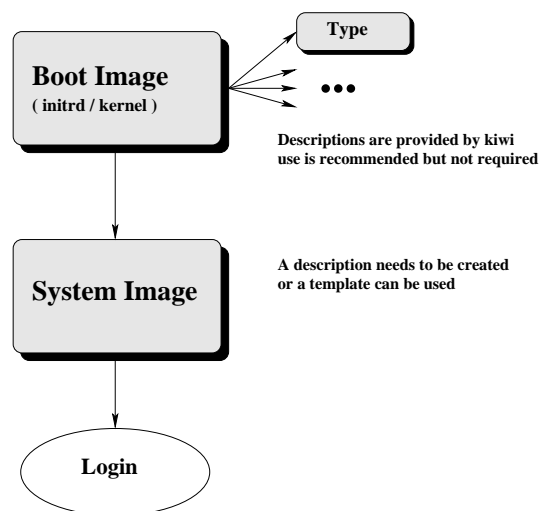 Type
Boot Image
( initrd / kernel )
Descriptions are provided by kiwi
use is recommended but not required
System Image
A description needs to be created
or a template can be used
Login